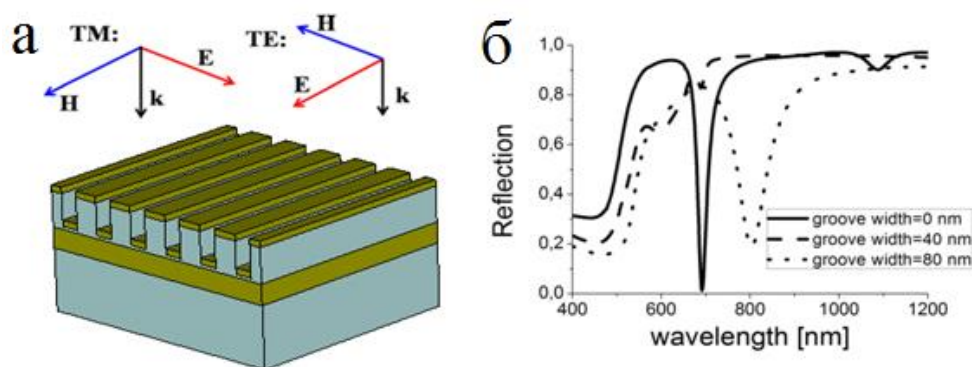 а
TM:
H
E
k
TE:
H
E
k
б
Reflection
1,0
0,8
0,6
0,4
0,2
0,0
groove width=0 nm
groove width=40 nm
groove width=80 nm
400 600 800 1000 1200
wavelength [nm]